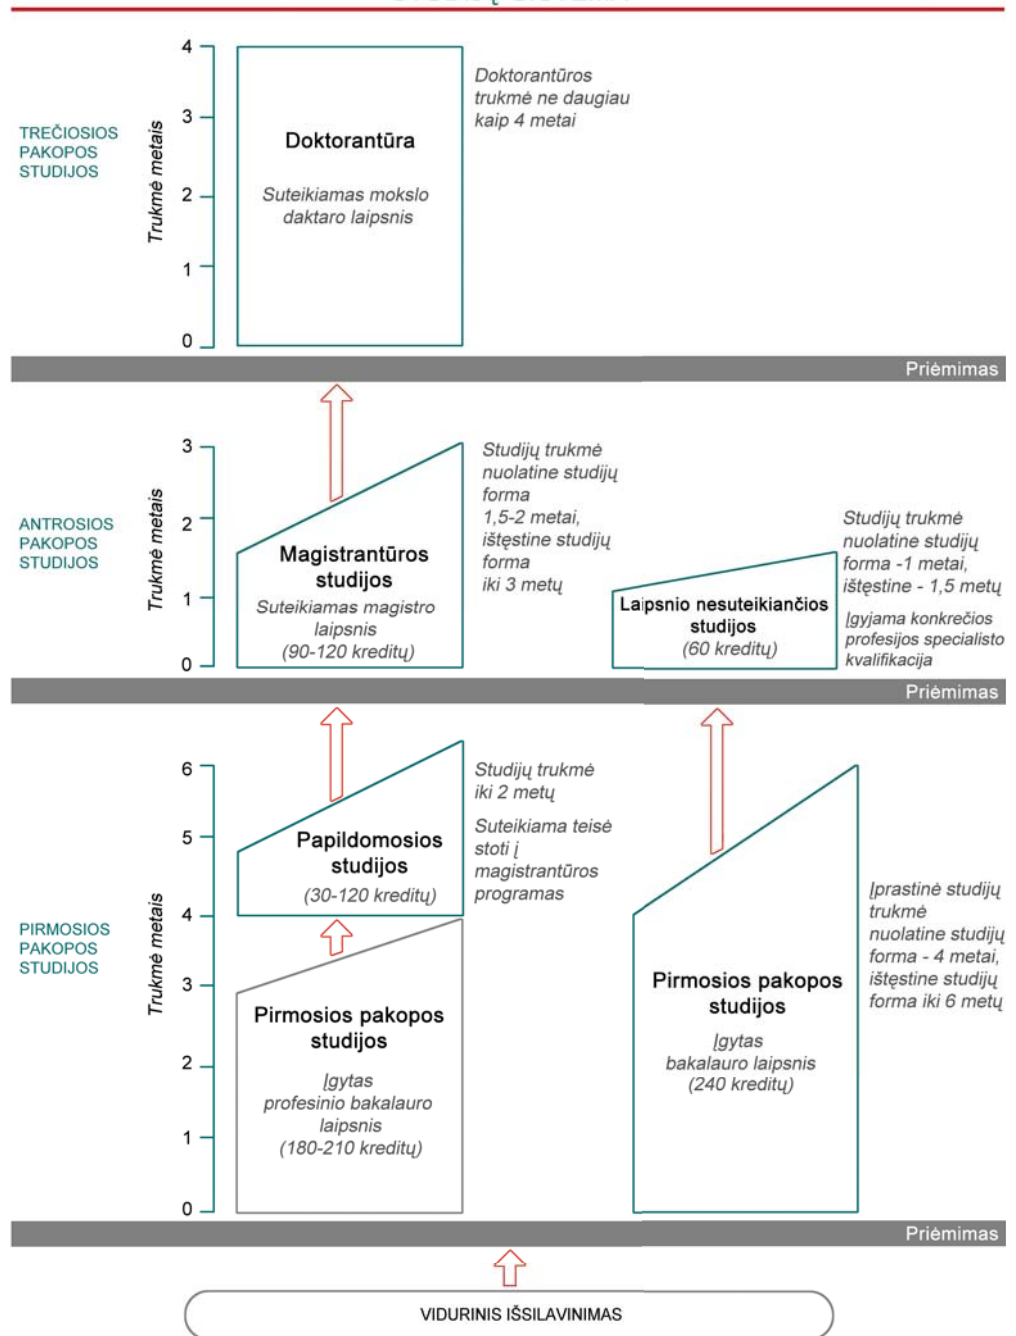 4
3
2
1
0
Trukmė metais
TREČIOSIOS
PAKOPOS
STUDIJOS
Doktorantūra
Suteikiamas mokslo
daktaro laipsnis
Doktorantūros
trukmė ne daugiau
kaip 4 metai
Priėmimas
3
2
1
0
Trukmė metais
ANTROSIOS
PAKOPOS
STUDIJOS
Magistrantūros
studijos
Suteikiamas magistro
laipsnis
(90-120 kreditų)
Studijų trukmė
nuolatine studijų
forma
1,5-2 metai,
ištęstine studijų
forma
iki 3 metų
Laipsnio nesuteikiančios
studijos
(60 kreditų)
Studijų trukmė
nuolatine studijų
forma -1 metai,
ištęstine - 1,5 metų
Įgyjama konkrečios
profesijos specialisto
kvalifikacija
Priėmimas
6
5
4
3
2
1
0
Trukmė metais
PIRMOSIOS
PAKOPOS
STUDIJOS
Papildomosios
studijos
(30-120 kreditų)
Studijų trukmė
iki 2 metų
Suteikiama teisė
stoti į
magistrantūros
programas
Pirmosios pakopos
studijos
Įgytas
profesinio bakalauro
laipsnis
(180-210 kreditų)
Pirmosios pakopos
studijos
Įgytas
bakalauro laipsnis
(240 kreditų)
Įprastinė studijų
trukmė
nuolatine studijų
forma - 4 metai,
ištęstine studijų
forma iki 6 metų
Priėmimas
VIDURINIS IŠSILAVINIMAS